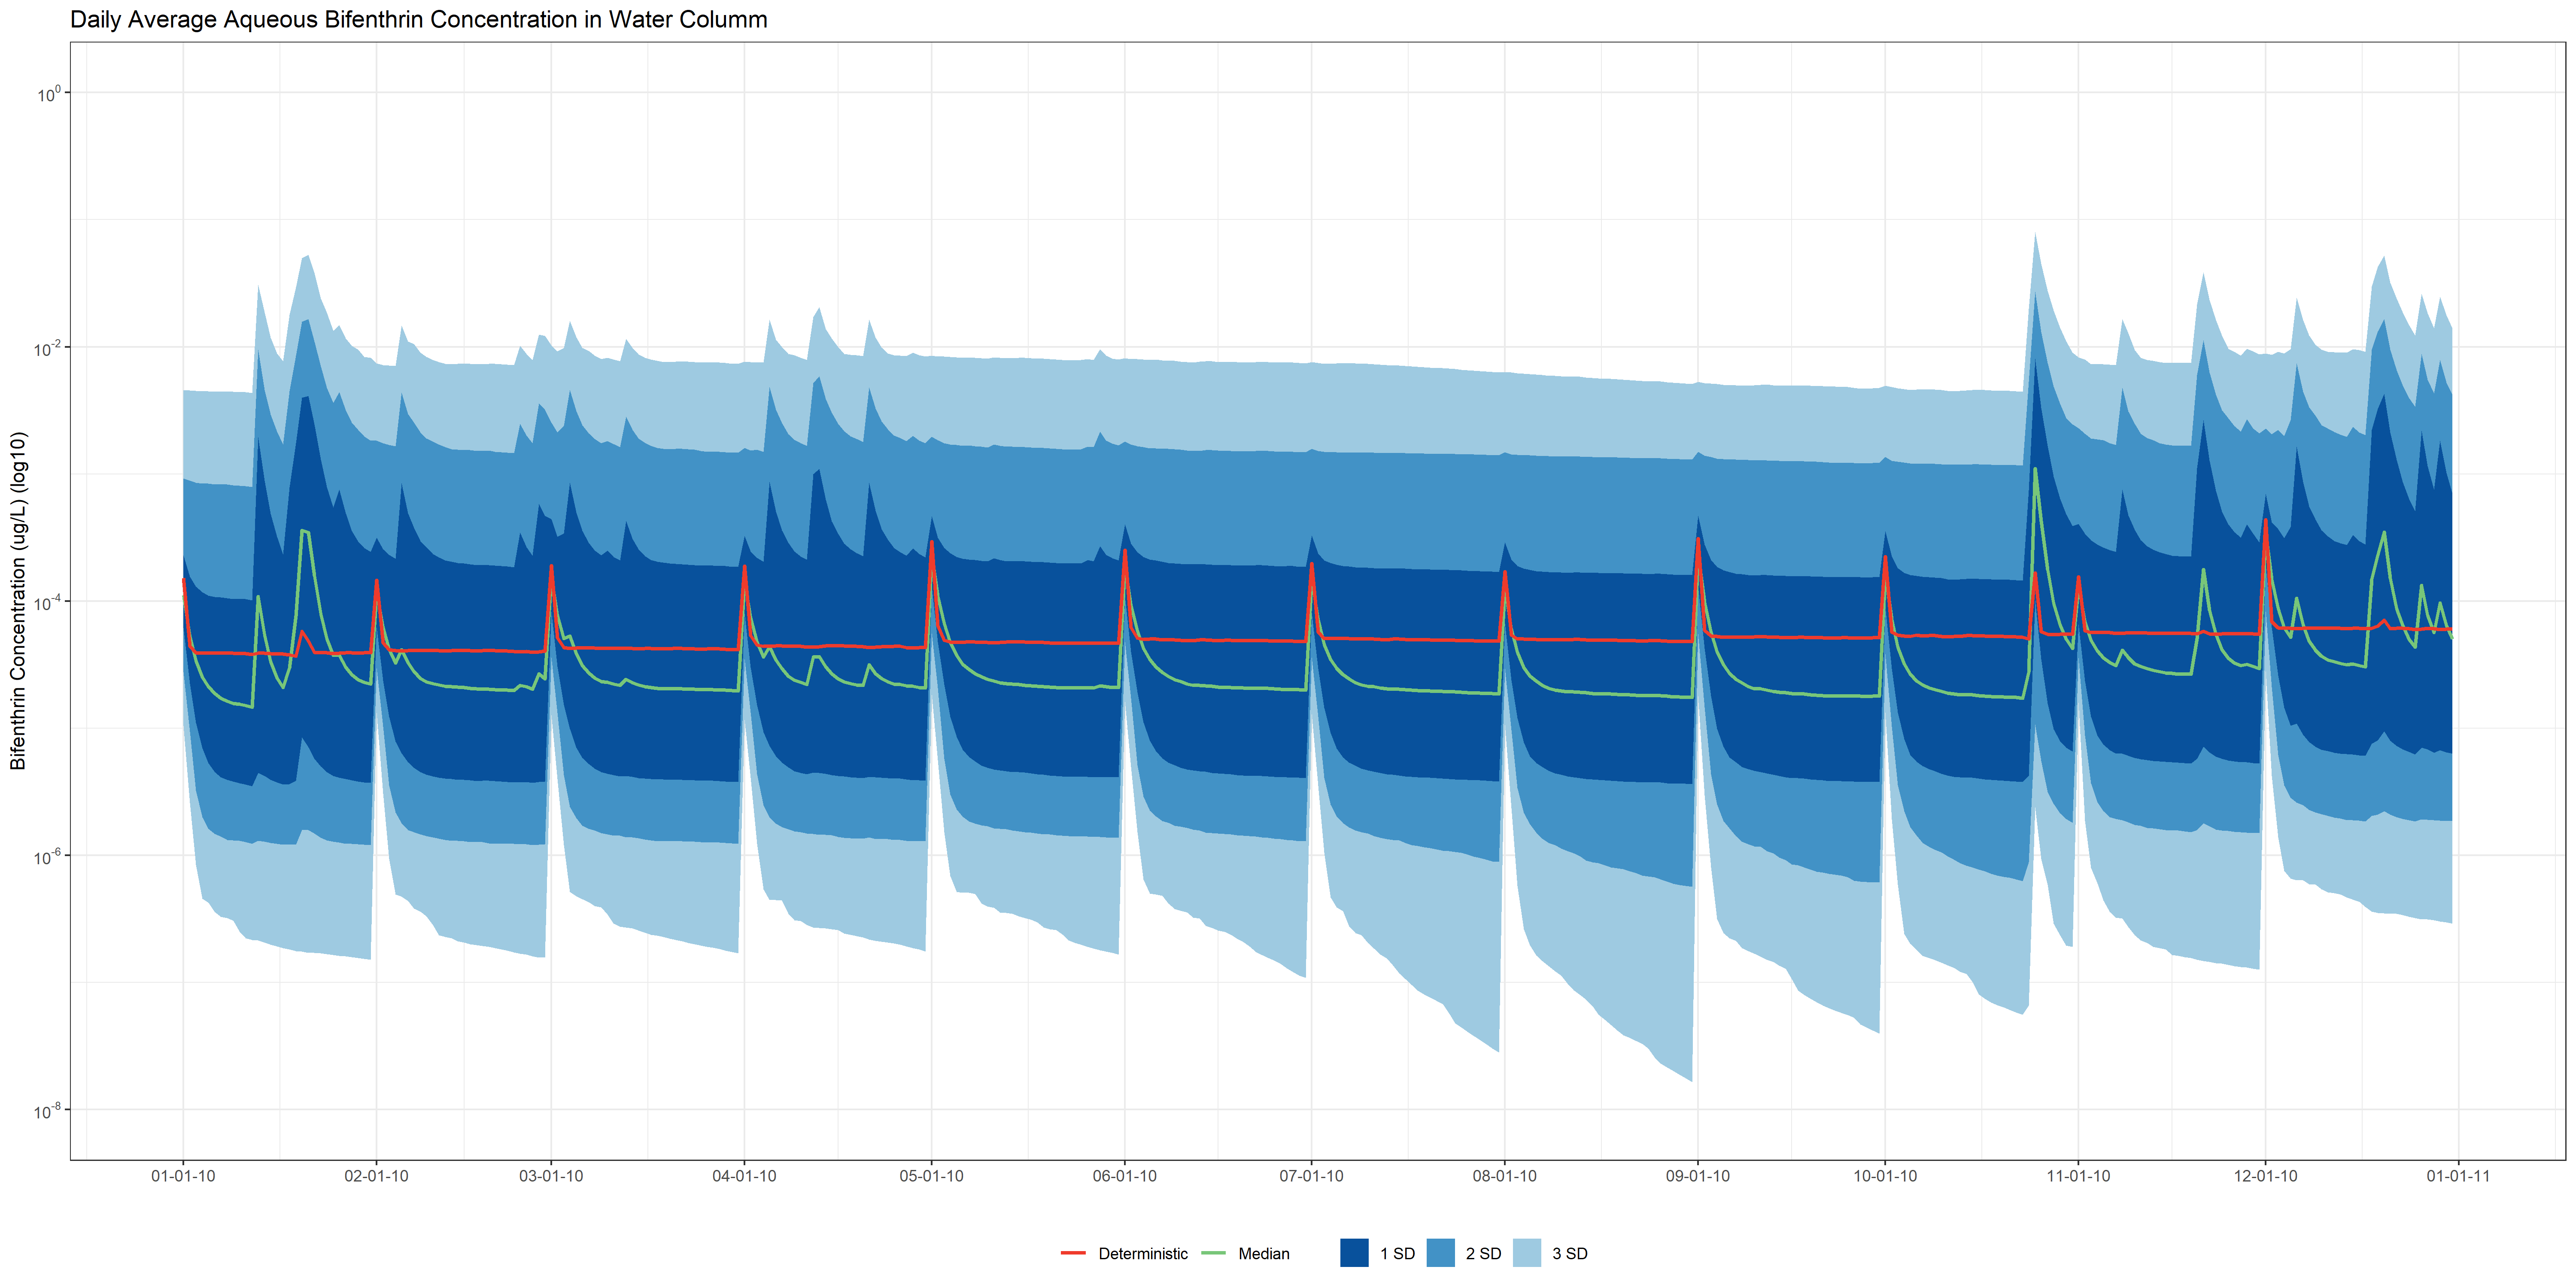 Daily Average Aqueous Bifenthrin Concentration in Water Columm
Bifenthrin Concentration (ug/L) (log10)
10^0
10^-2
10^-4
10^-6
10^-8
01-01-10 02-01-10 03-01-10 04-01-10 05-01-10 06-01-10 07-01-10 08-01-10 09-01-10 10-01-10 11-01-10 12-01-10 01-01-11
Deterministic Median 1 SD 2 SD 3 SD